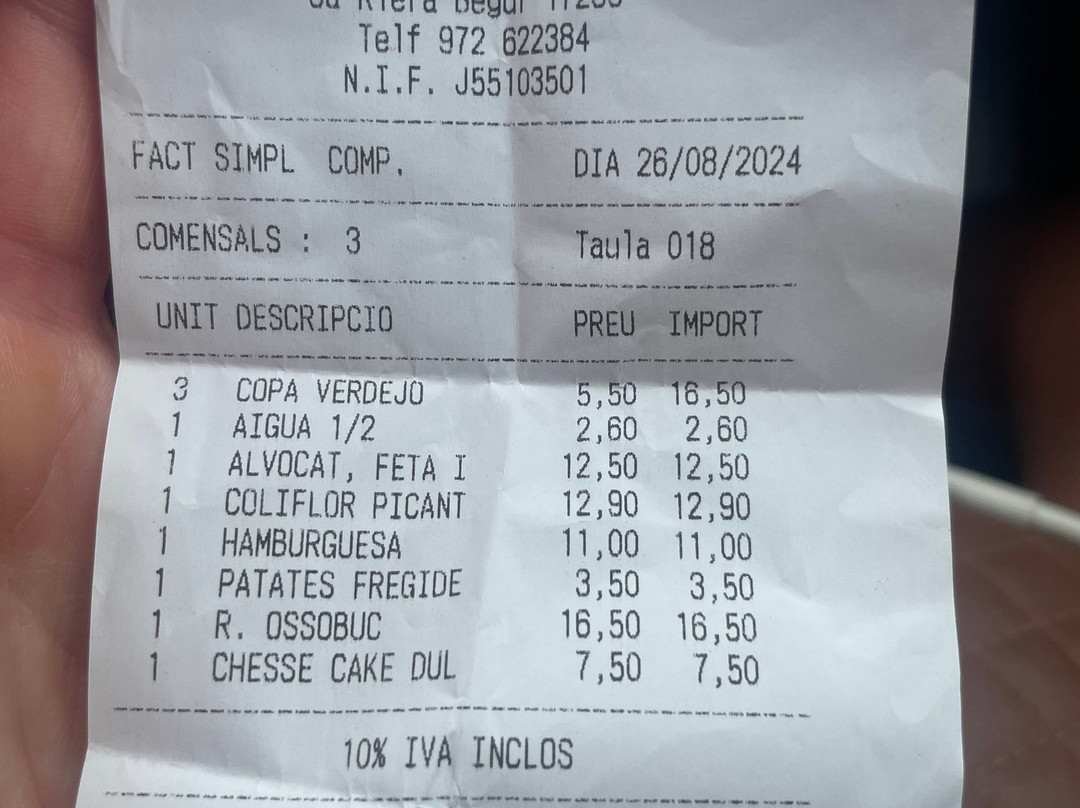 Sa Riera Begur 17255
Telf 972 622384
N.I.F. J55103501
FACT SIMPL COMP. DIA 26/08/2024
COMENSALS : 3 Taula 018
UNIT DESCRIPCIO PREU IMPORT
3 COPA VERDEJO 5,50 16,50
1 AIGUA 1/2 2,60 2,60
1 ALVOCAT, FETA I 12,50 12,50
1 COLIFLOR PICANT 12,90 12,90
1 HAMBURGUESA 11,00 11,00
1 PATATES FREGIDE 3,50 3,50
1 R. OSSOBUC 16,50 16,50
1 CHESSE CAKE DUL 7,50 7,50
10% IVA INCLOS